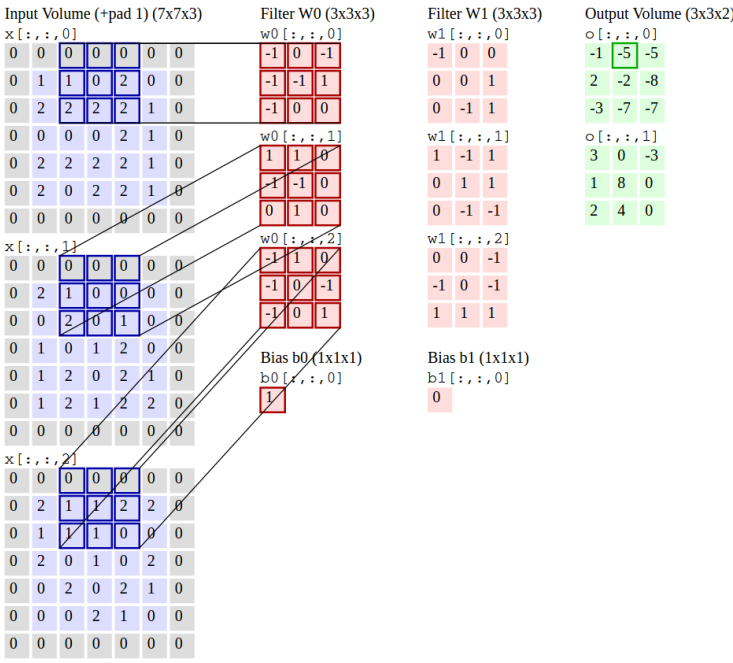 Input Volume (+pad 1) (7x7x3)
x[:,:,0]
0 0 0 0 0 0 0
0 1 1 0 2 0 0
0 2 2 2 2 1 0
0 0 0 0 2 1 0
0 2 2 2 2 1 0
0 2 0 2 2 1 0
0 0 0 0 0 0 0
x[:,:,1]
0 0 0 0 0 0 0
0 2 1 0 0 0 0
0 0 2 0 1 0 0
0 1 0 1 2 0 0
0 1 2 0 2 1 0
0 1 2 1 2 2 0
0 0 0 0 0 0 0
x[:,:,2]
0 0 0 0 0 0 0
0 2 1 1 2 2 0
0 1 1 1 0 0 0
0 2 0 1 0 2 0
0 0 2 0 2 1 0
0 0 0 2 1 0 0
0 0 0 0 0 0 0
Filter W0 (3x3x3)
w0[:,:,0]
-1 0 -1
-1 -1 1
-1 0 0
w0[:,:,1]
1 1 0
-1 -1 0
0 1 0
w0[:,:,2]
-1 1 0
-1 0 -1
-1 0 1
Bias b0 (1x1x1)
b0[:,:,0]
1
Filter W1 (3x3x3)
w1[:,:,0]
-1 0 0
0 0 1
0 -1 1
w1[:,:,1]
1 -1 1
0 1 1
0 -1 -1
w1[:,:,2]
0 0 -1
-1 0 -1
1 1 1
Bias b1 (1x1x1)
b1[:,:,0]
0
Output Volume (3x3x2)
o[:,:,0]
-1 -5 -5
2 -2 -8
-3 -7 -7
o[:,:,1]
3 0 -3
1 8 0
2 4 0